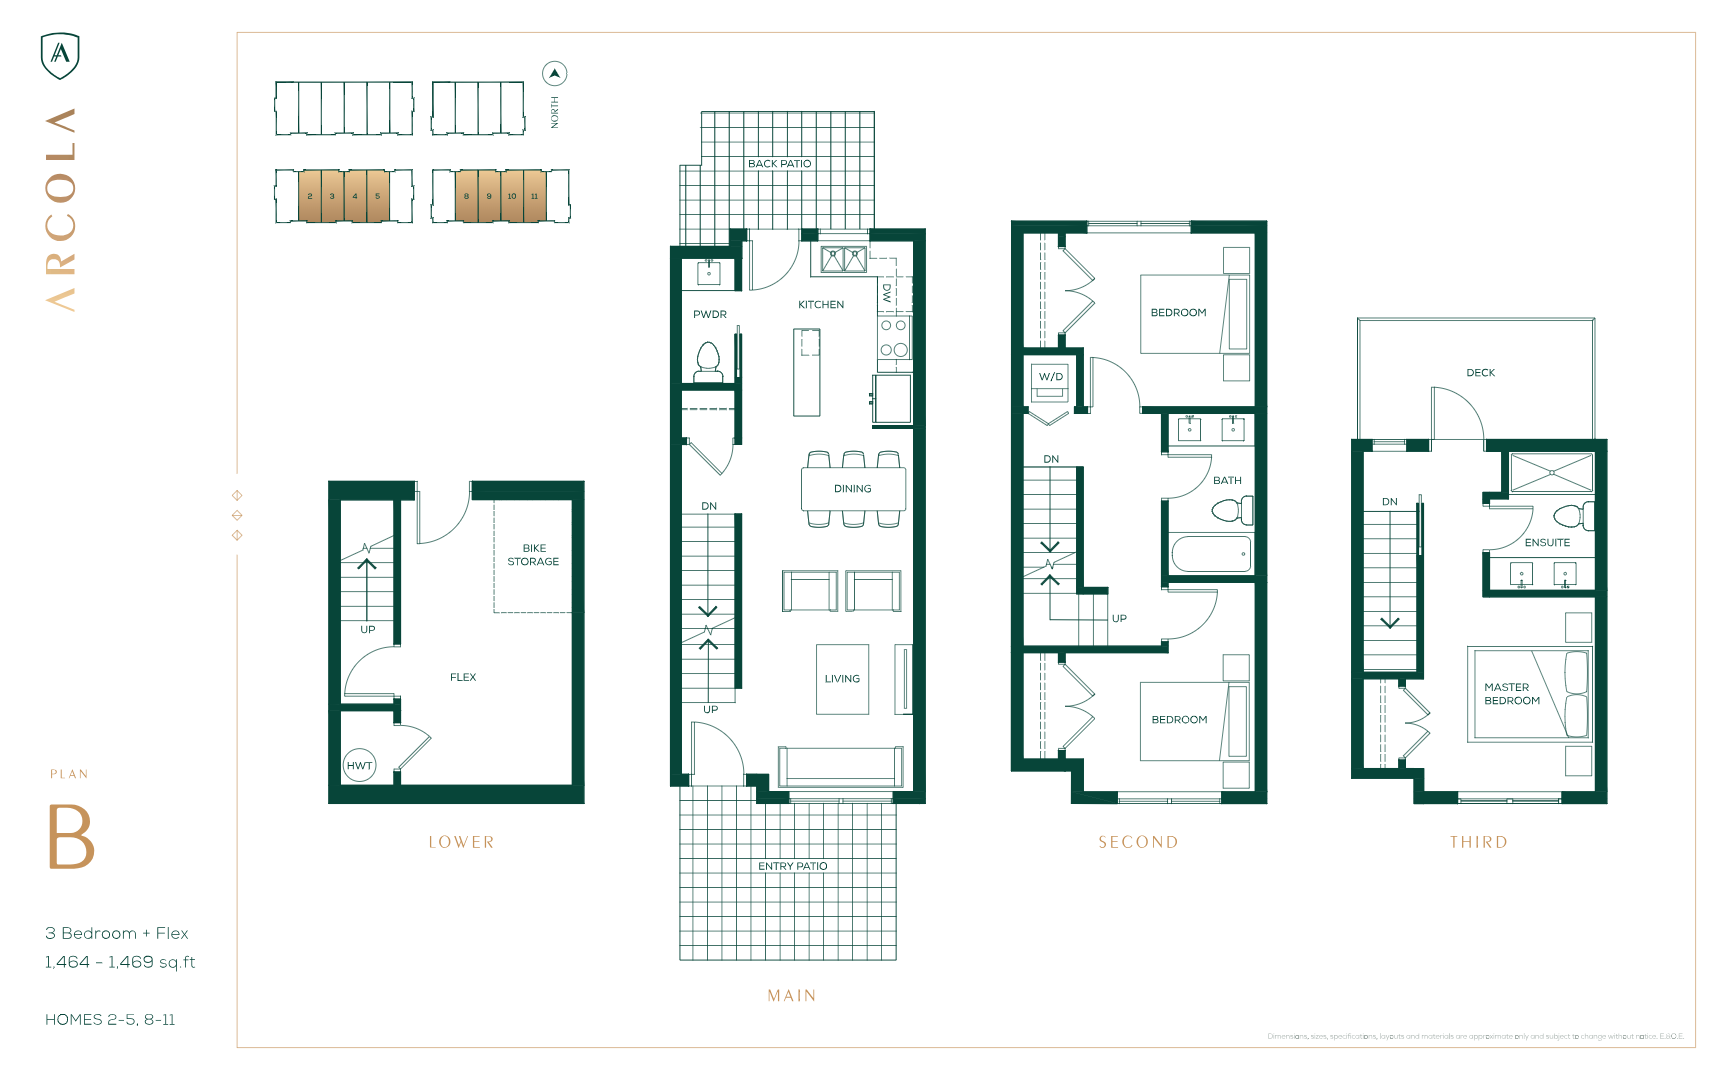 A
ARCOLA
PLAN
B
3 Bedroom + Flex
1,464 – 1,469 sq.ft
HOMES 2-5, 8-11
NORTH
2 3 4 5
8 9 10 11
BIKE
STORAGE
UP
FLEX
HWT
LOWER
BACK PATIO
DW
KITCHEN
PWDR
DINING
DN
LIVING
UP
ENTRY PATIO
MAIN
BEDROOM
W/D
DN
BATH
UP
BEDROOM
SECOND
DECK
DN
ENSUITE
MASTER
BEDROOM
THIRD
Dimensions, sizes, specifications, layouts and materials are approximate only and subject to change without notice. E.&O.E.